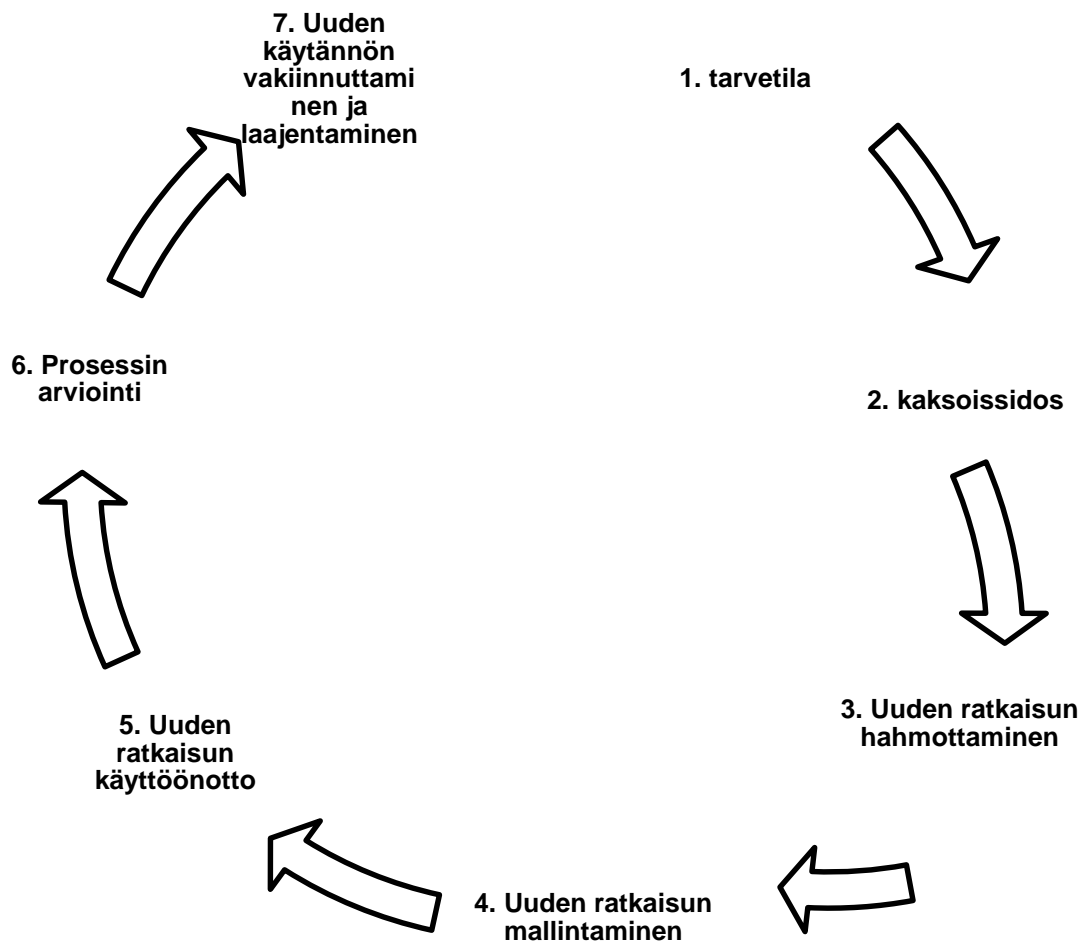 1. tarvetila
2. kaksoissidos
3. Uuden ratkaisun
hahmottaminen
4. Uuden ratkaisun
mallintaminen
5. Uuden
ratkaisun
käyttöönotto
6. Prosessin
arviointi
7. Uuden
käytännön
vakiinnuttami
nen ja
laajentaminen